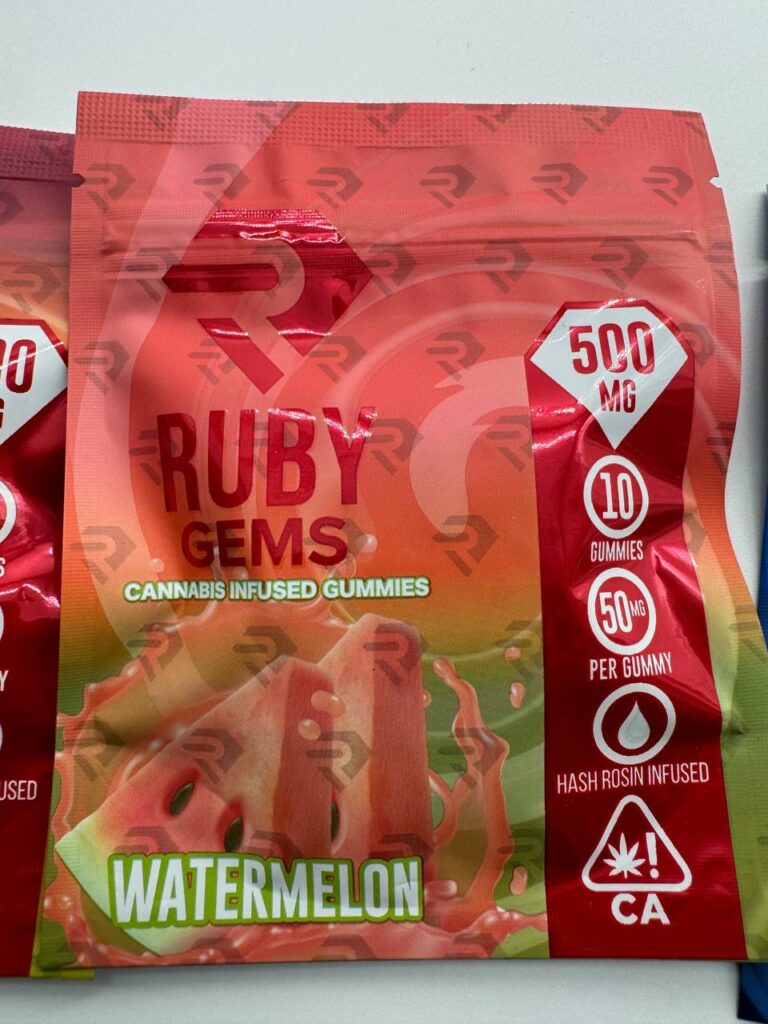 RUBY
GEMS
CANNABIS INFUSED GUMMIES
WATERMELON
500
MG
10
GUMMIES
50MG
PER GUMMY
HASH ROSIN INFUSED
!
CA